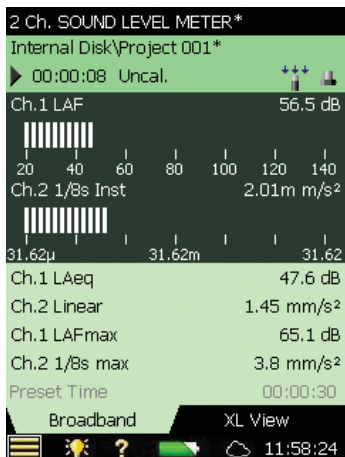 2 Ch. SOUND LEVEL METER*
Internal Disk\Project 001*
00:00:08 Uncal.
Ch.1 LAF 56.5 dB
20 40 60 80 100 120 140
Ch.2 1/8s Inst 2.01m m/s²
31.62µ 31.62m 31.62
Ch.1 LAeq 47.6 dB
Ch.2 Linear 1.45 mm/s²
Ch.1 LAFmax 65.1 dB
Ch.2 1/8s max 3.8 mm/s²
Preset Time 00:00:30
Broadband XL View
? 11:58:24